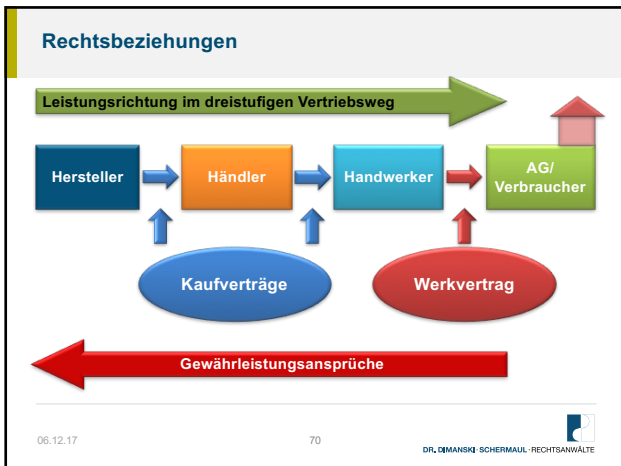 Rechtsbeziehungen
Leistungsrichtung im dreistufigen Vertriebsweg
Hersteller
Händler
Handwerker
AG/
Verbraucher
Kaufverträge
Werkvertrag
Gewährleistungsansprüche
06.12.17
70
DR. DIMANSKI · SCHERMAUL · RECHTSANWÄLTE